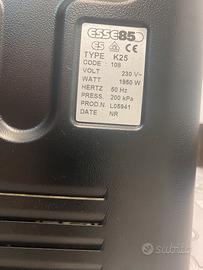 ESSE85
TYPE K25
CODE : 108
VOLT 230 V~
WATT 1950 W
HERTZ 50 Hz
PRESS. 200 kPa
PROD.N. L05941
DATE NR
subito